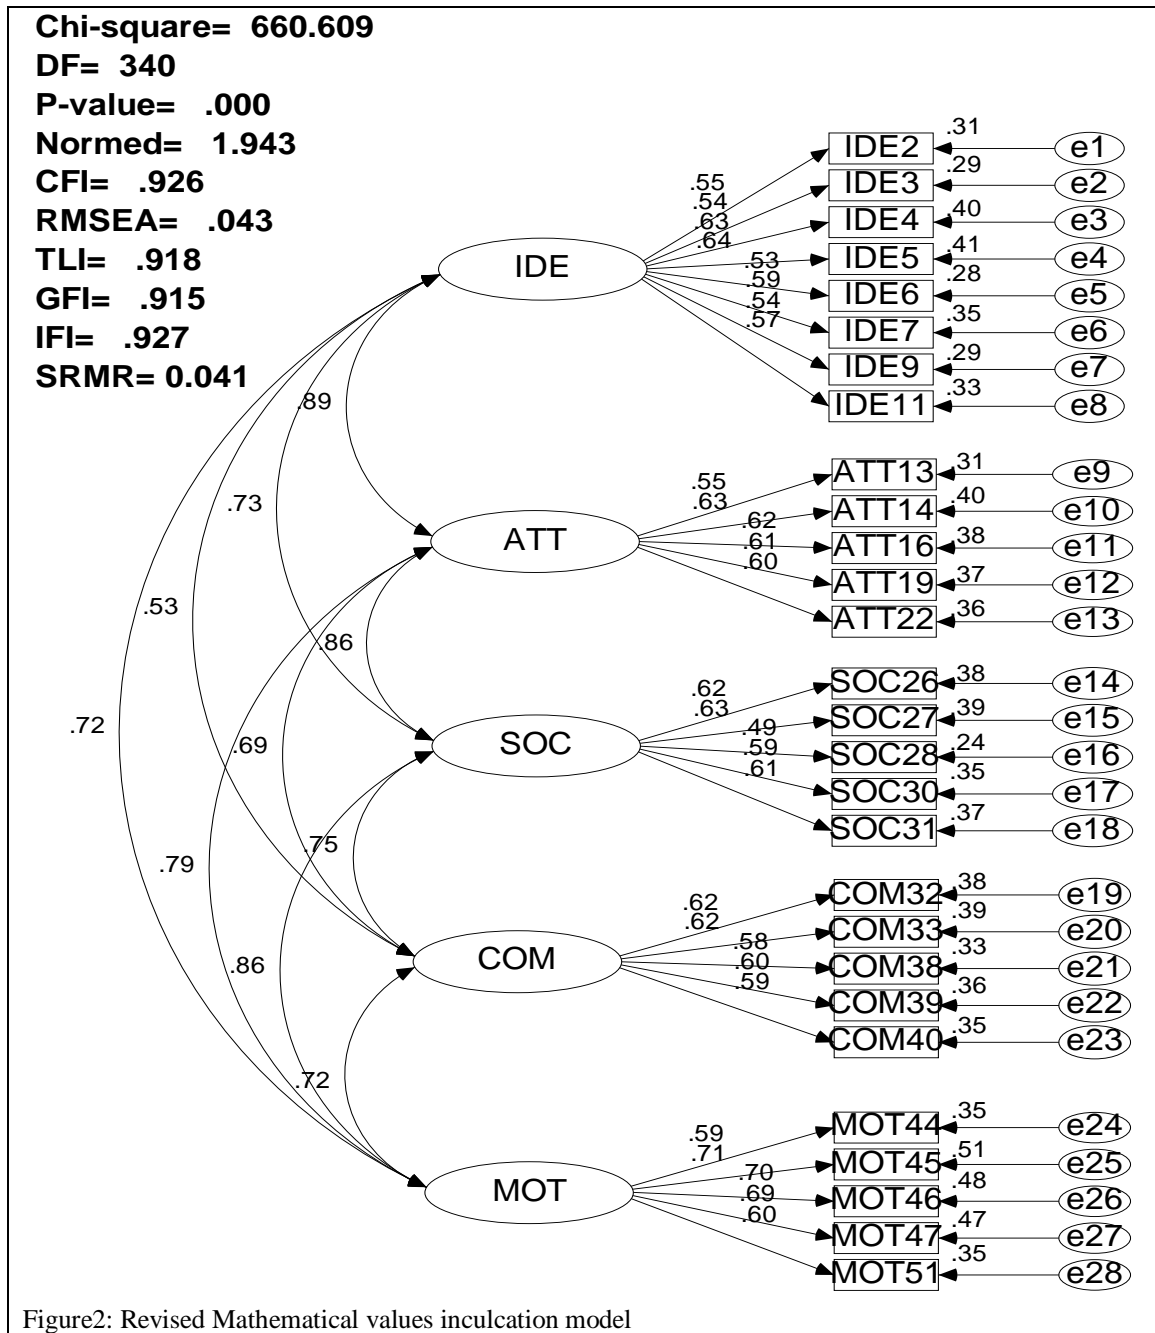 Chi-square= 660.609
DF= 340
P-value= .000
Normed= 1.943
CFI= .926
RMSEA= .043
TLI= .918
GFI= .915
IFI= .927
SRMR= 0.041
IDE
.55
.54
.63
.64
.53
.59
.54
.57
IDE2 .31 e1
IDE3 .29 e2
IDE4 .40 e3
IDE5 .41 e4
IDE6 .28 e5
IDE7 .35 e6
IDE9 .29 e7
IDE11 .33 e8
.89
.73
.53
.72
ATT
.55
.63
.62
.61
.60
ATT13 .31 e9
ATT14 .40 e10
ATT16 .38 e11
ATT19 .37 e12
ATT22 .36 e13
.86
.69
.79
SOC
.62
.63
.49
.59
.61
SOC26 .38 e14
SOC27 .39 e15
SOC28 .24 e16
SOC30 .35 e17
SOC31 .37 e18
.75
.86
COM
.62
.62
.58
.60
.59
COM32 .38 e19
COM33 .39 e20
COM38 .33 e21
COM39 .36 e22
COM40 .35 e23
.72
MOT
.59
.71
.70
.69
.60
MOT44 .35 e24
MOT45 .51 e25
MOT46 .48 e26
MOT47 .47 e27
MOT51 .35 e28
Figure2: Revised Mathematical values inculcation model